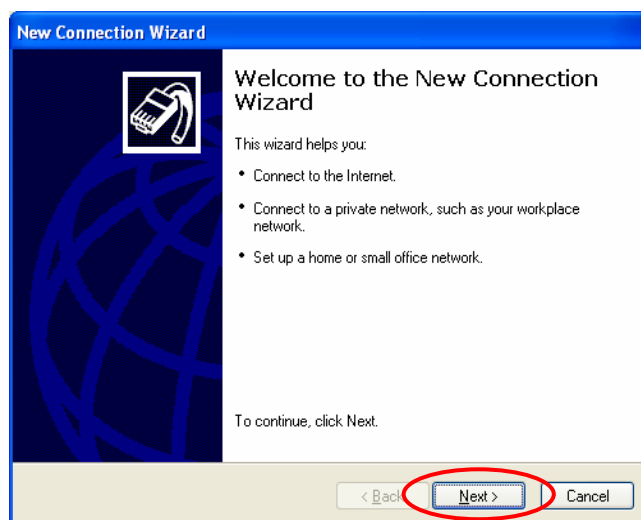 New Connection Wizard
Welcome to the New Connection
Wizard
This wizard helps you:
• Connect to the Internet.
• Connect to a private network, such as your workplace
network.
• Set up a home or small office network.
To continue, click Next.
< Back Next > Cancel